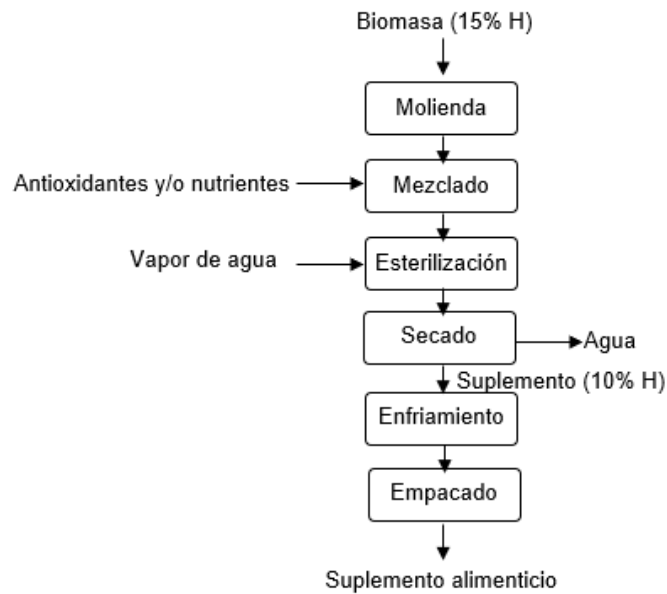 Biomasa (15% H)
Molienda
Antioxidantes y/o nutrientes
Mezclado
Vapor de agua
Esterilización
Secado
Agua
Suplemento (10% H)
Enfriamiento
Empacado
Suplemento alimenticio